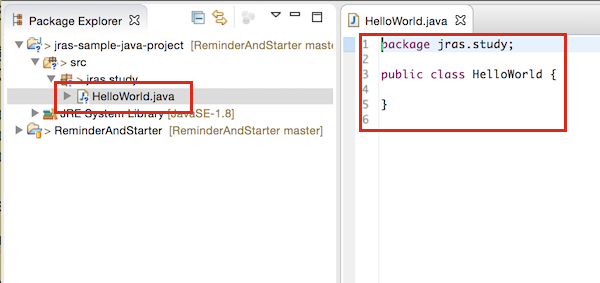 Package Explorer
> jras-sample-java-project [ReminderAndStarter maste
> src
> jras.study
> HelloWorld.java
JRE System Library [JavaSE-1.8]
> ReminderAndStarter [ReminderAndStarter master]
HelloWorld.java
1 package jras.study;
2
3 public class HelloWorld {
4
5 }
6